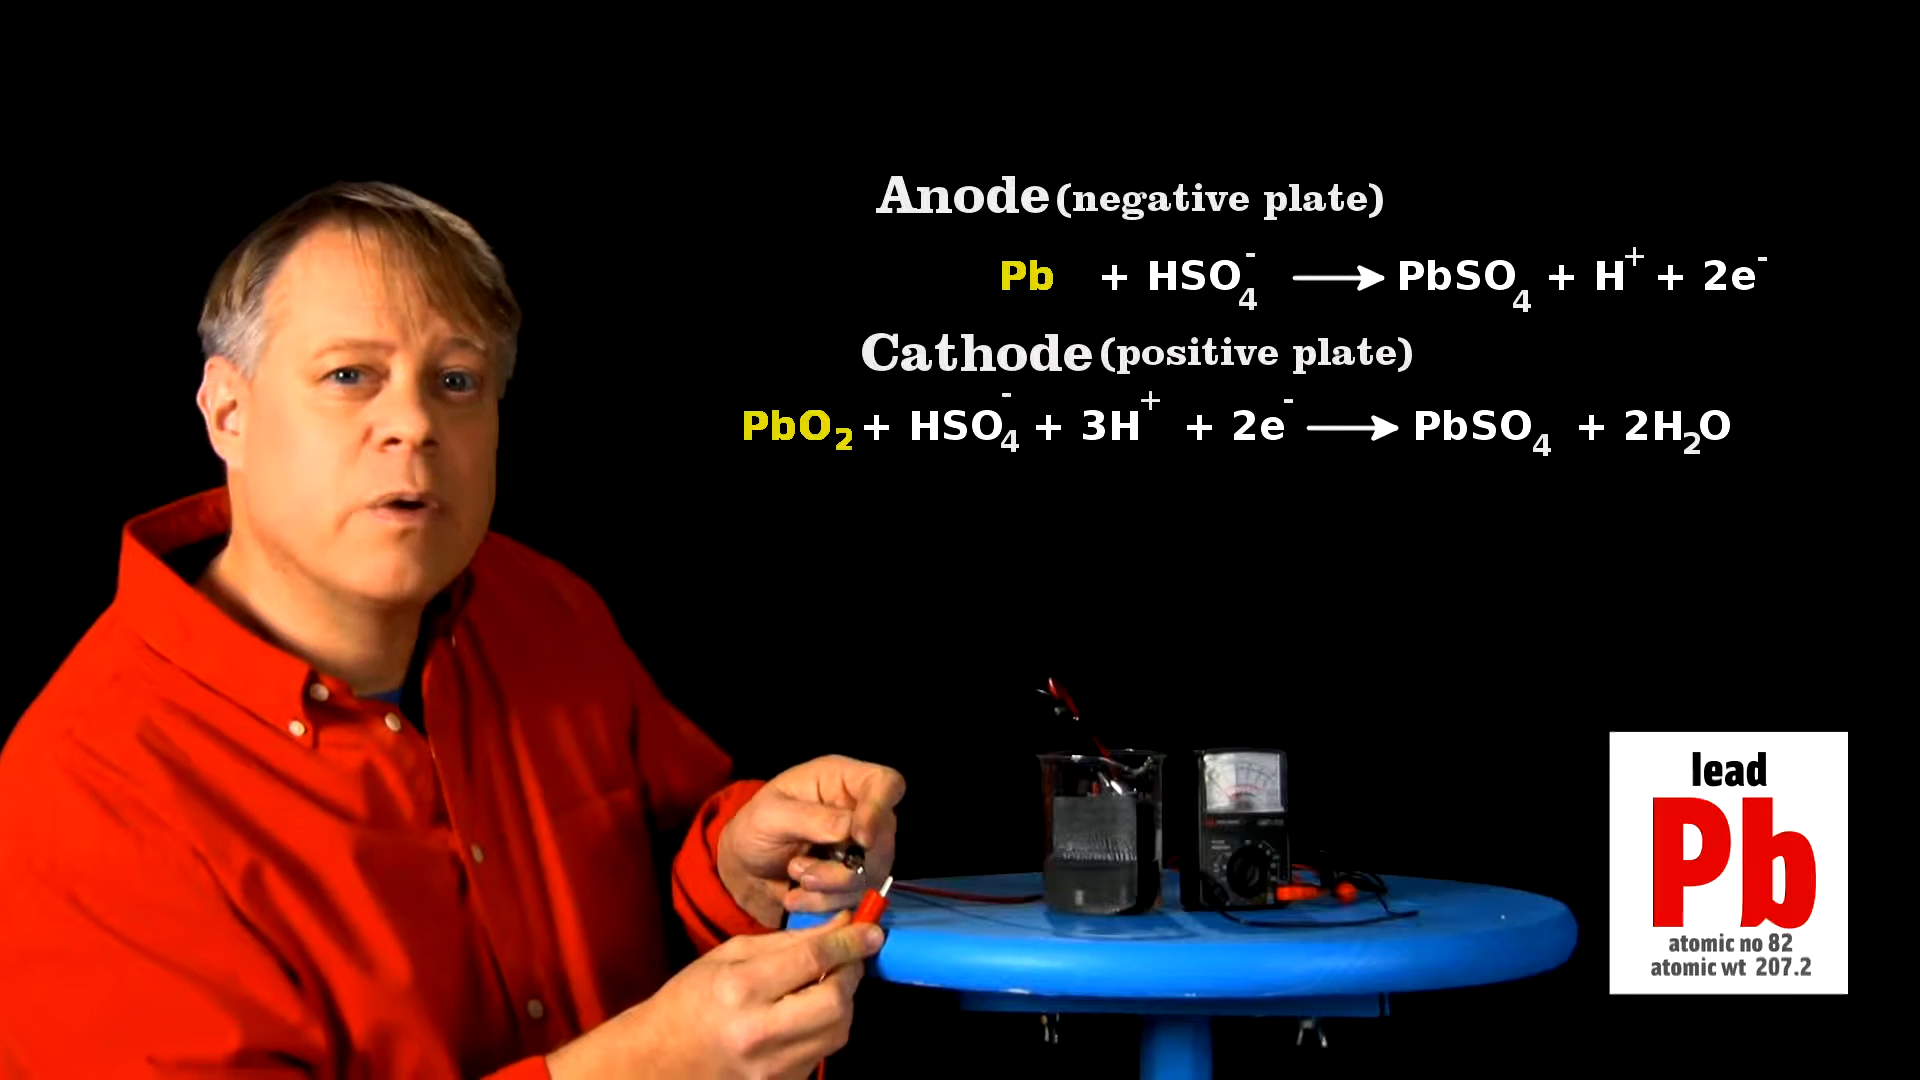 Anode (negative plate)
Pb + HSO₄⁻ ⟶ PbSO₄ + H⁺ + 2e⁻
Cathode (positive plate)
PbO₂ + HSO₄⁻ + 3H⁺ + 2e⁻ ⟶ PbSO₄ + 2H₂O
lead
Pb
atomic no 82
atomic wt 207.2